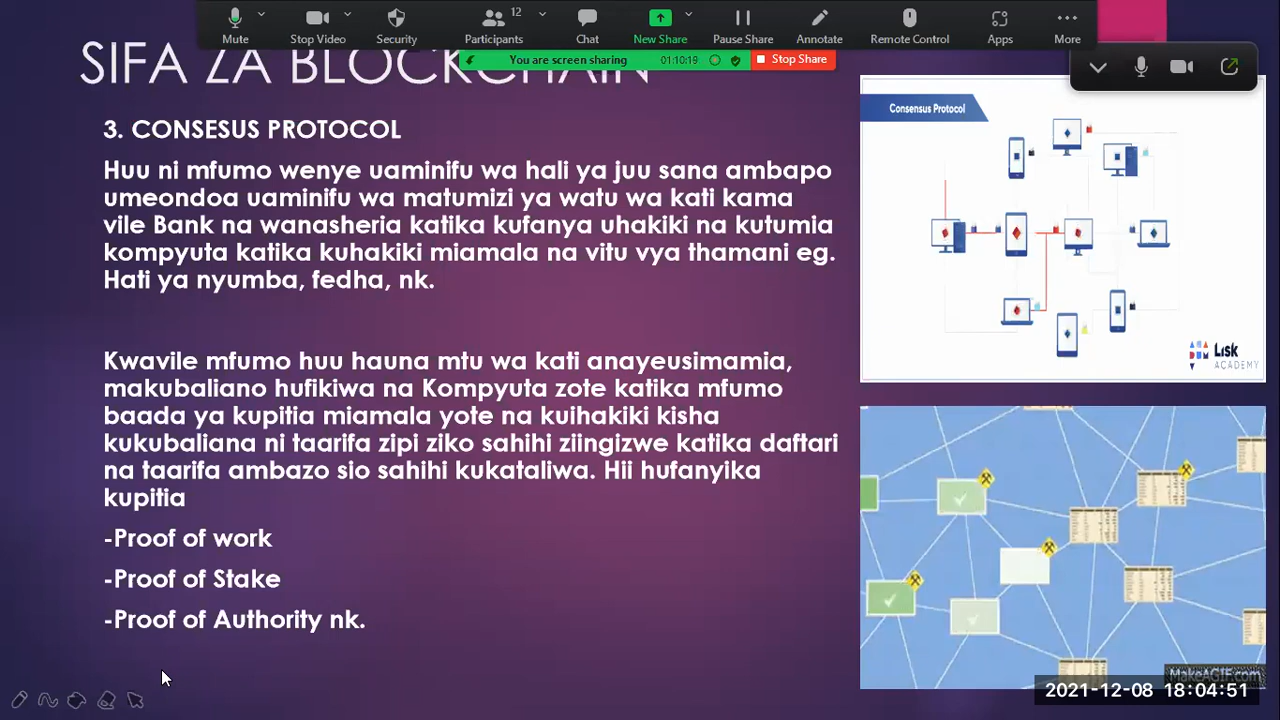 Mute
Stop Video
Security
Participants
12
Chat
New Share
Pause Share
Annotate
Remote Control
Apps
More
You are screen sharing
01:10:19
Stop Share
SIFA ZA BLOCKCHAIN
3. CONSESUS PROTOCOL
Huu ni mfumo wenye uaminifu wa hali ya juu sana ambapo
umeondoa uaminifu wa matumizi ya watu wa kati kama
vile Bank na wanasheria katika kufanya uhakiki na kutumia
kompyuta katika kuhakiki miamala na vitu vya thamani eg.
Hati ya nyumba, fedha, nk.
Kwavile mfumo huu hauna mtu wa kati anayeusimamia,
makubaliano hufikiwa na Kompyuta zote katika mfumo
baada ya kupitia miamala yote na kuihakiki kisha
kukubaliana ni taarifa zipi ziko sahihi ziingizwe katika daftari
na taarifa ambazo sio sahihi kukataliwa. Hii hufanyika
kupitia
-Proof of work
-Proof of Stake
-Proof of Authority nk.
Consensus Protocol
Lisk
ACADEMY
MakeAGIF.com
2021-12-08 18:04:51